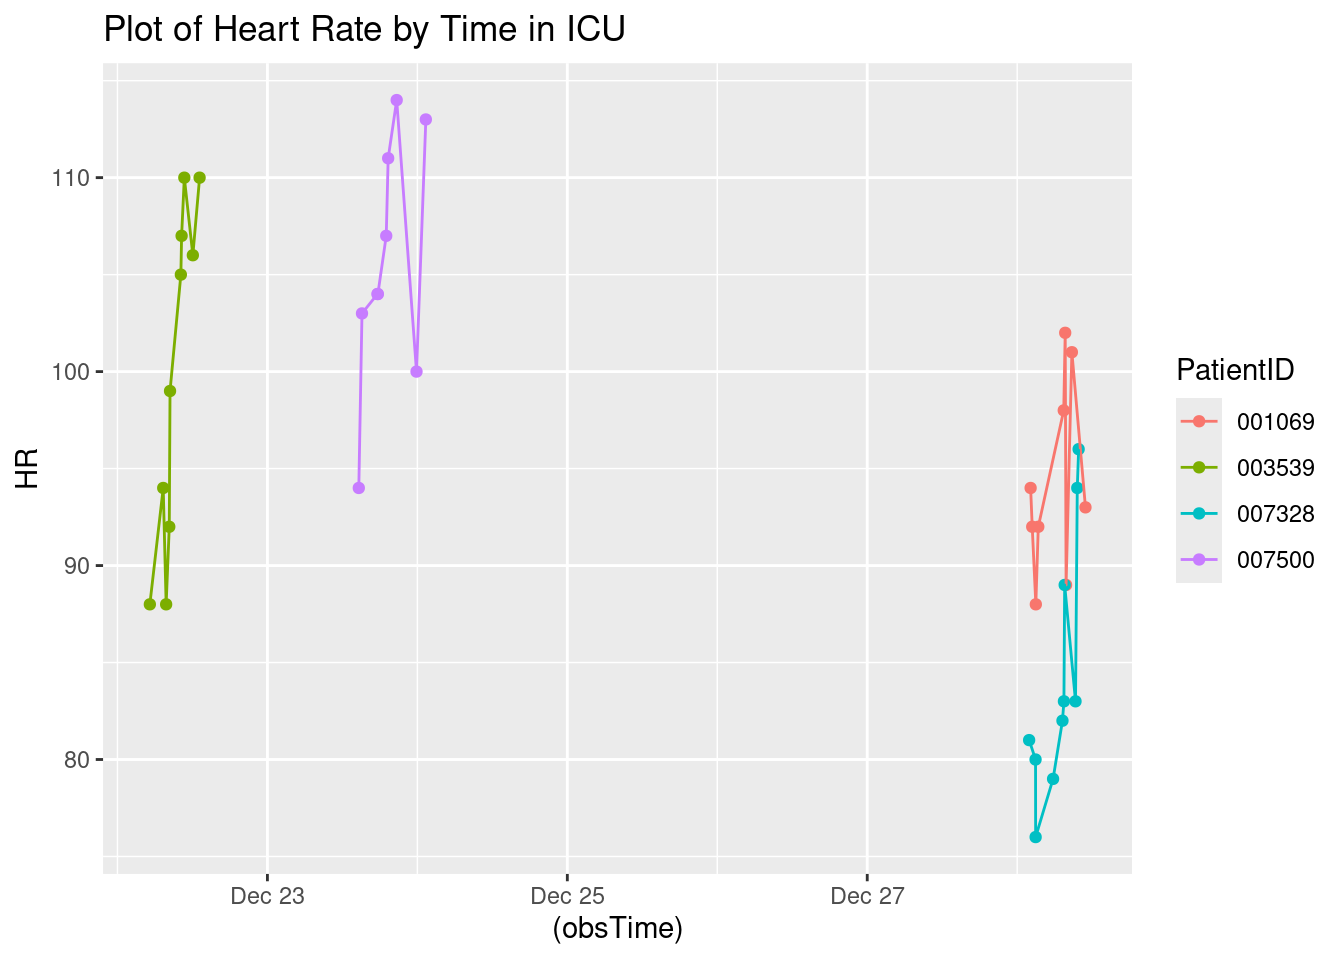 Plot of Heart Rate by Time in ICU
110
100
90
80
HR
Dec 23
Dec 25
Dec 27
(obsTime)
PatientID
001069
003539
007328
007500